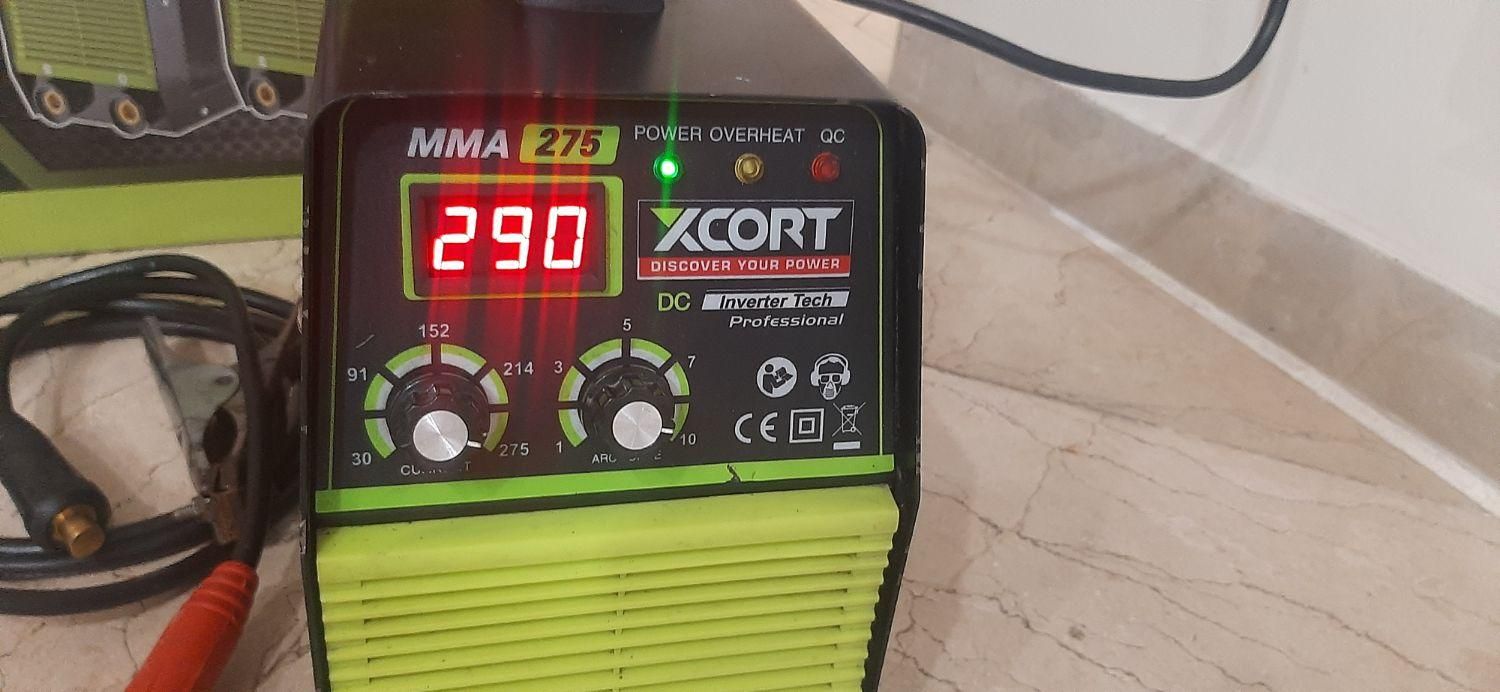 MMA 275
POWER OVERHEAT QC
290
XCORT
DISCOVER YOUR POWER
DC Inverter Tech
Professional
152
91
214
30
275
5
3
7
1
10
CE